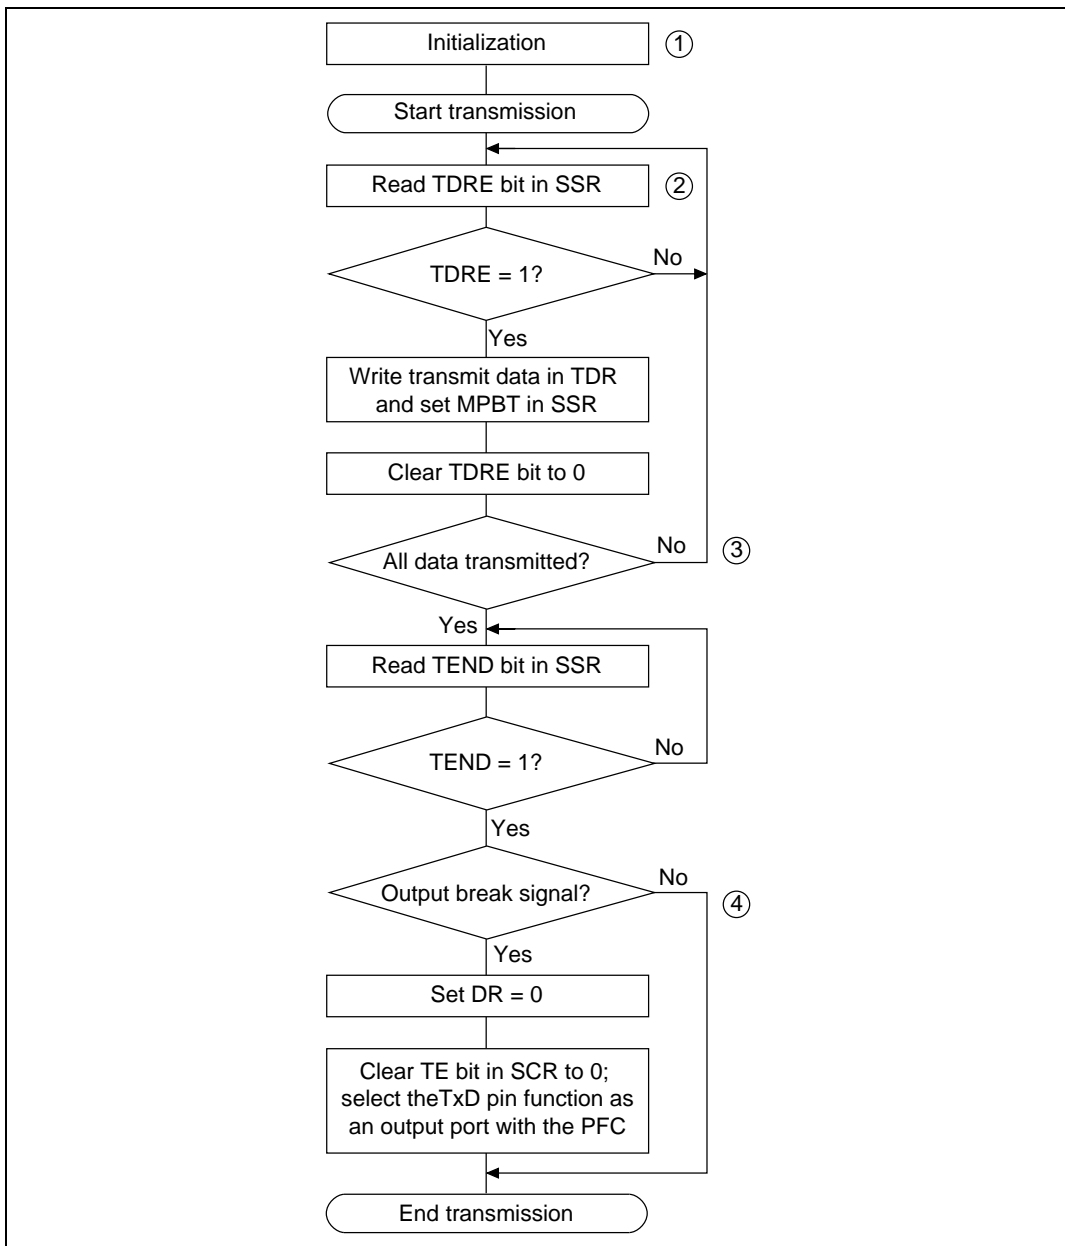 Initialization
①
Start transmission
Read TDRE bit in SSR
②
TDRE = 1?
No
Yes
Write transmit data in TDR
and set MPBT in SSR
Clear TDRE bit to 0
All data transmitted?
No
③
Yes
Read TEND bit in SSR
TEND = 1?
No
Yes
Output break signal?
No
④
Yes
Set DR = 0
Clear TE bit in SCR to 0;
select theTxD pin function as
an output port with the PFC
End transmission